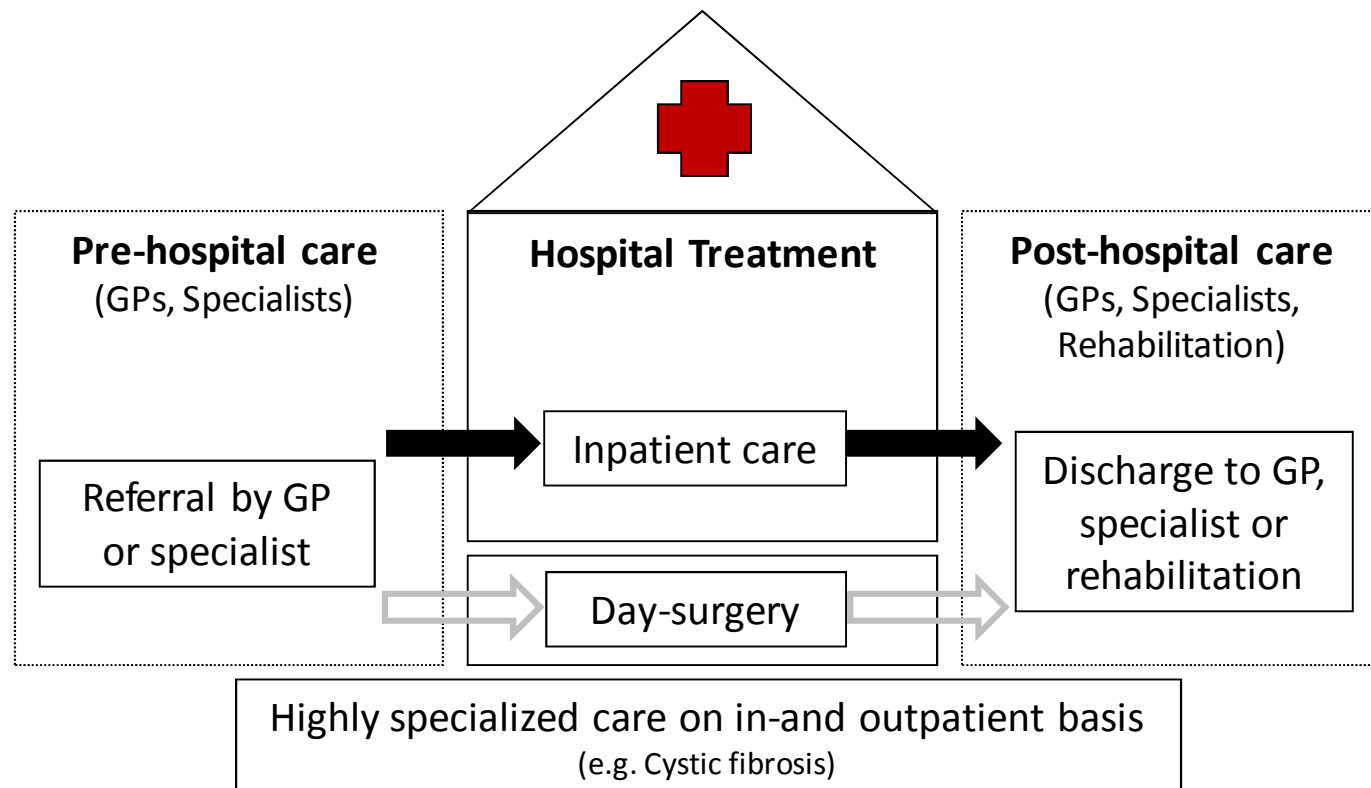 Pre-hospital care
(GPs, Specialists)
Referral by GP
or specialist
Hospital Treatment
Inpatient care
Day-surgery
Post-hospital care
(GPs, Specialists,
Rehabilitation)
Discharge to GP,
specialist or
rehabilitation
Highly specialized care on in-and outpatient basis
(e.g. Cystic fibrosis)